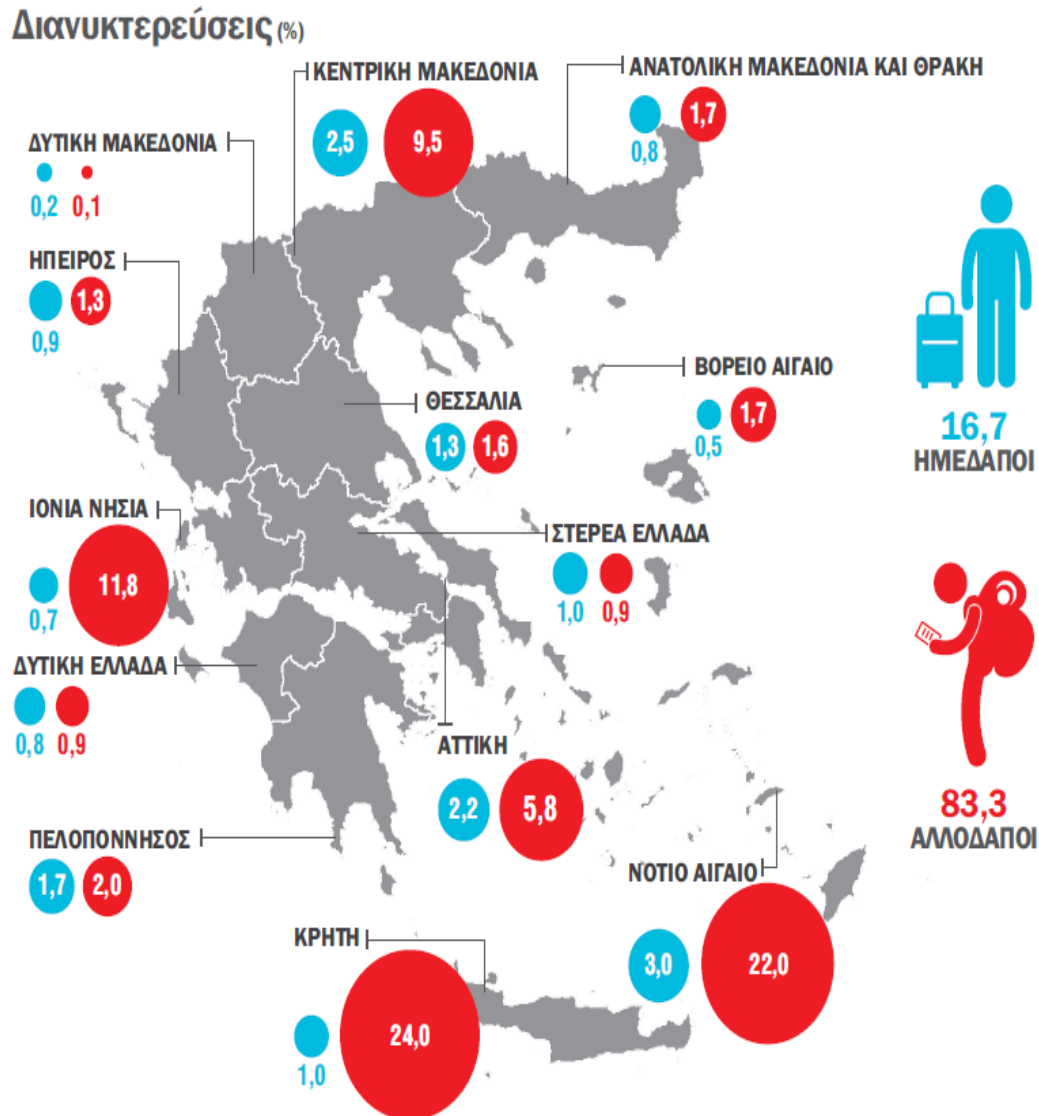 Διανυκτερεύσεις (%)
ΚΕΝΤΡΙΚΗ ΜΑΚΕΔΟΝΙΑ
2,5 9,5
ΑΝΑΤΟΛΙΚΗ ΜΑΚΕΔΟΝΙΑ ΚΑΙ ΘΡΑΚΗ
1,7
0,8
ΔΥΤΙΚΗ ΜΑΚΕΔΟΝΙΑ
0,2 0,1
ΗΠΕΙΡΟΣ
1,3
0,9
ΒΟΡΕΙΟ ΑΙΓΑΙΟ
1,7
0,5
ΘΕΣΣΑΛΙΑ
1,3 1,6
16,7
ΗΜΕΔΑΠΟΙ
ΙΟΝΙΑ ΝΗΣΙΑ
11,8
0,7
ΣΤΕΡΕΑ ΕΛΛΑΔΑ
1,0 0,9
ΔΥΤΙΚΗ ΕΛΛΑΔΑ
0,8 0,9
ΑΤΤΙΚΗ
2,2 5,8
83,3
ΑΛΛΟΔΑΠΟΙ
ΠΕΛΟΠΟΝΝΗΣΟΣ
1,7 2,0
ΝΟΤΙΟ ΑΙΓΑΙΟ
3,0 22,0
ΚΡΗΤΗ
24,0
1,0